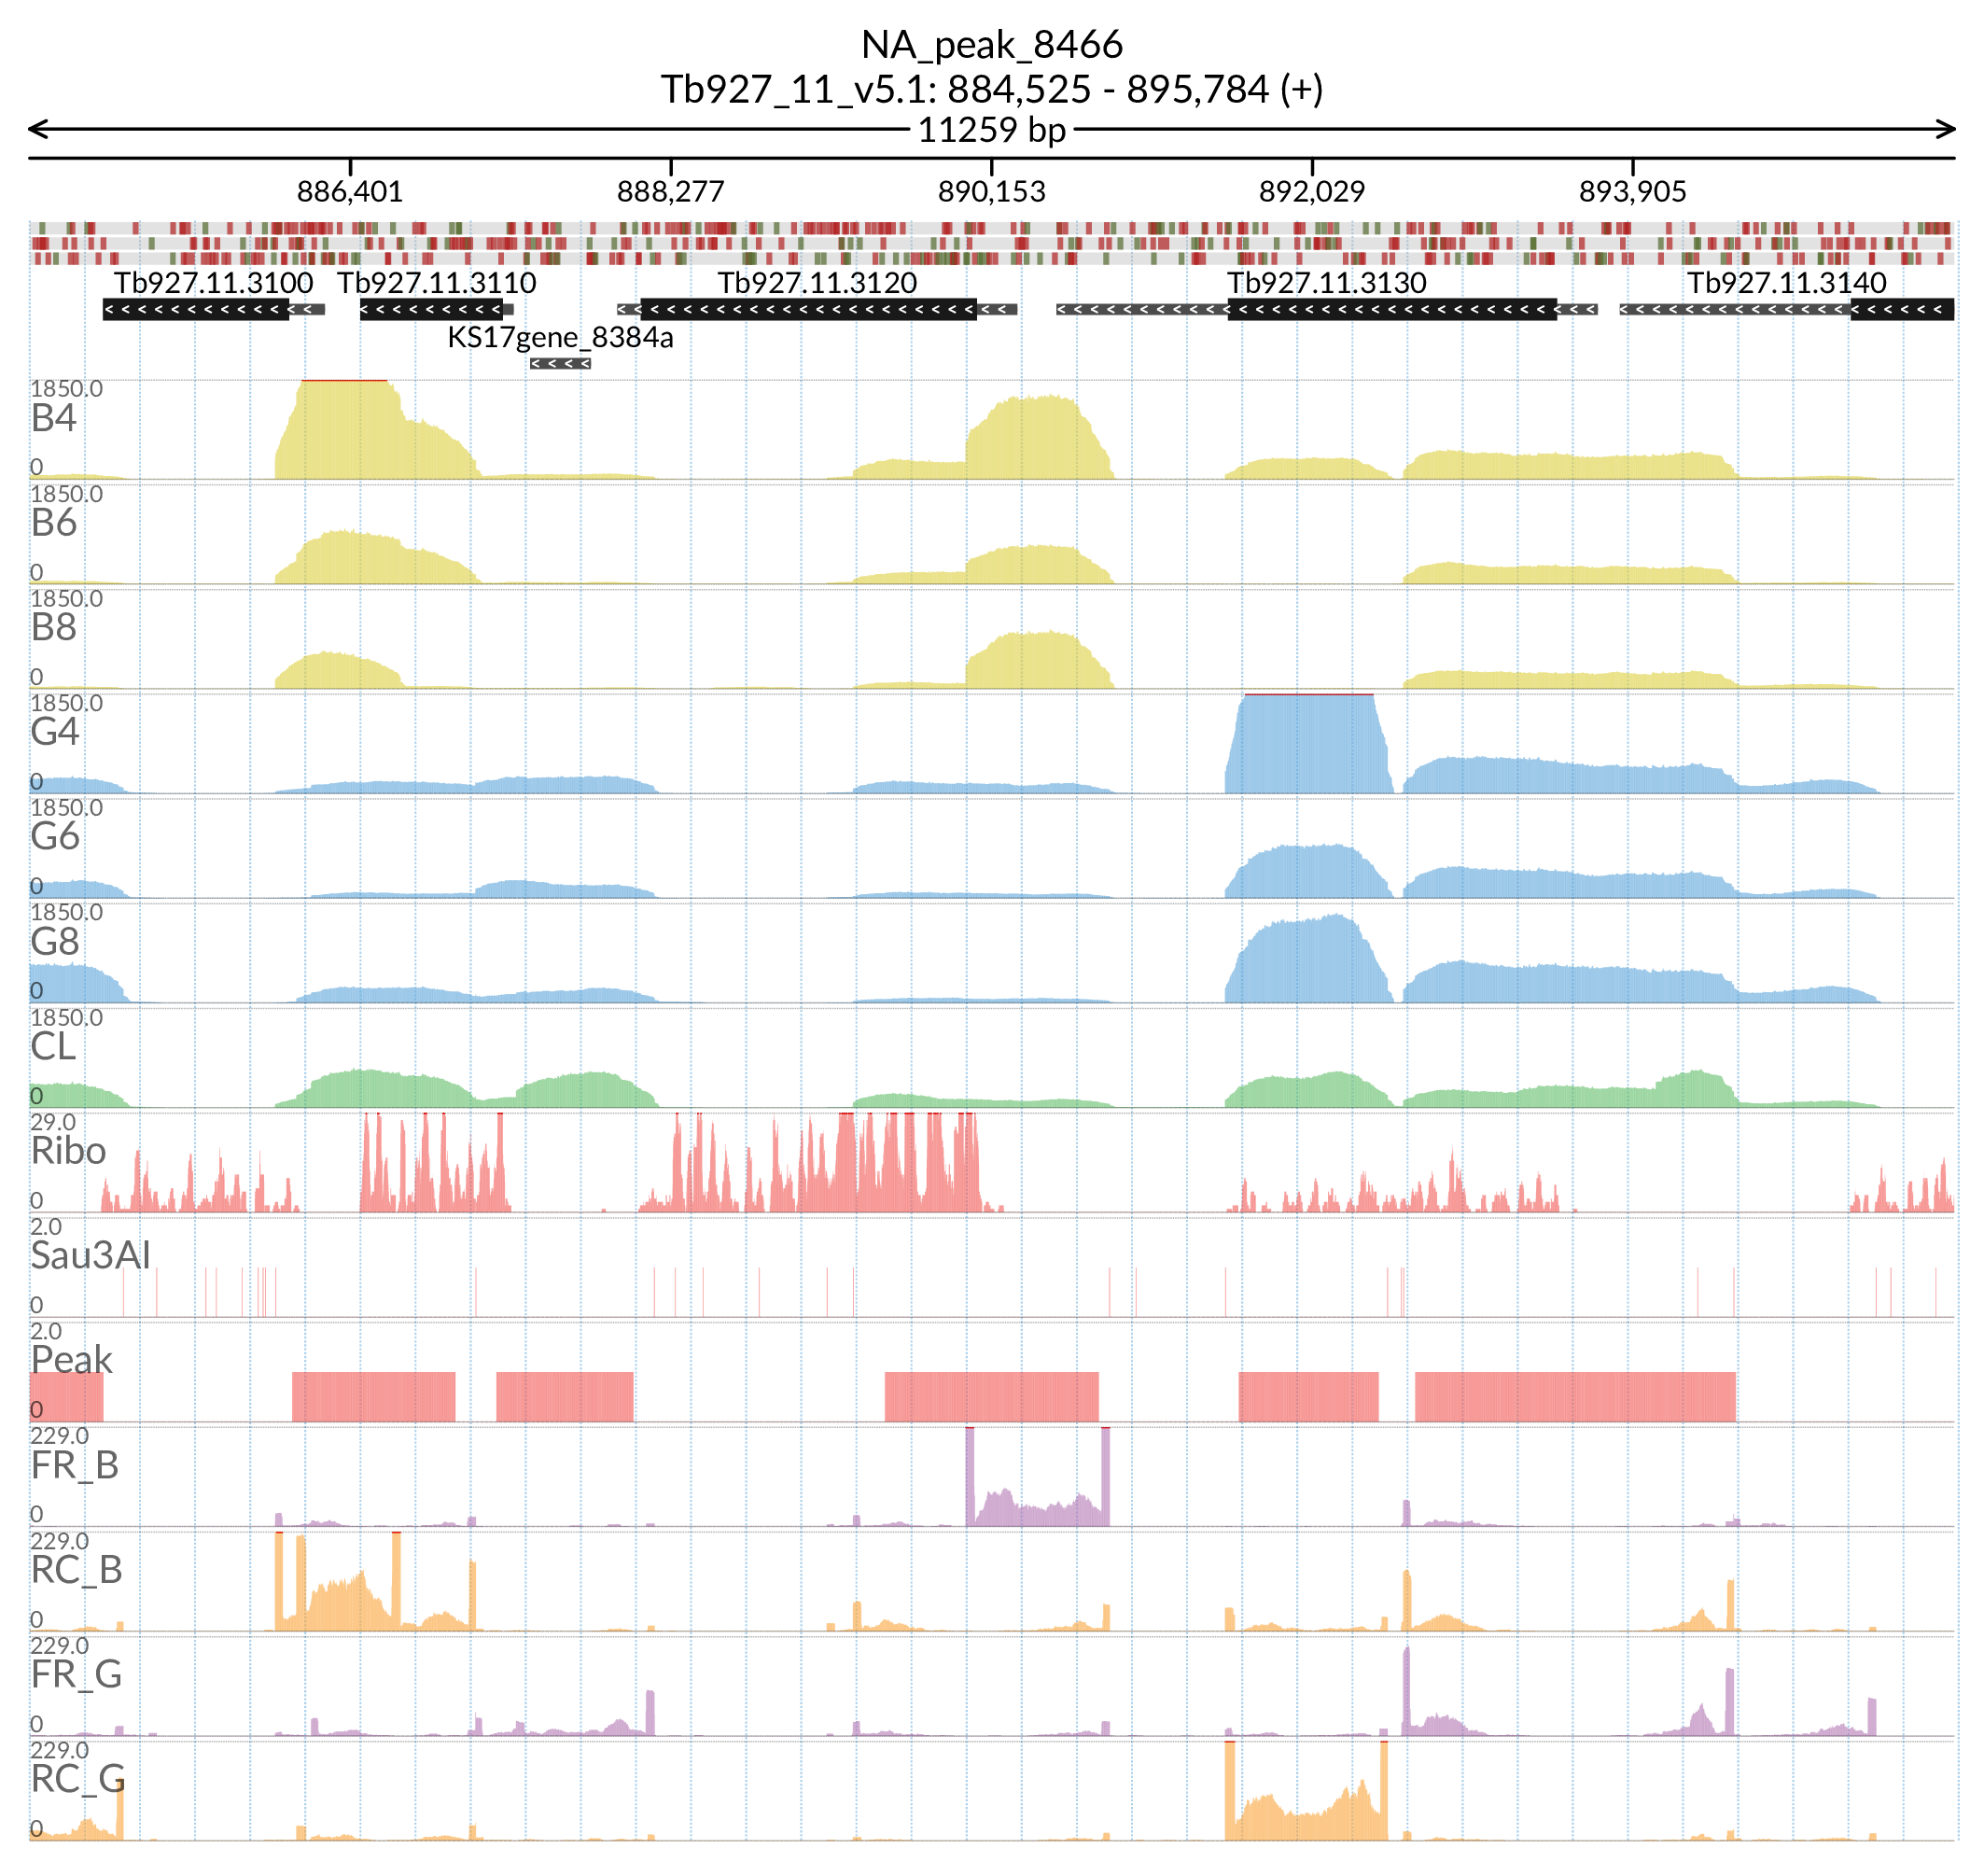 NA_peak_8466
Tb927_11_v5.1: 884,525 - 895,784 (+)
11259 bp
886,401 888,277 890,153 892,029 893,905
Tb927.11.3100 Tb927.11.3110 Tb927.11.3120 Tb927.11.3130 Tb927.11.3140
KS17gene_8384a
1850.0
B4
0
1850.0
B6
0
1850.0
B8
0
1850.0
G4
0
1850.0
G6
0
1850.0
G8
0
1850.0
CL
0
29.0
Ribo
0
2.0
Sau3AI
0
2.0
Peak
0
229.0
FR_B
0
229.0
RC_B
0
229.0
FR_G
0
229.0
RC_G
0